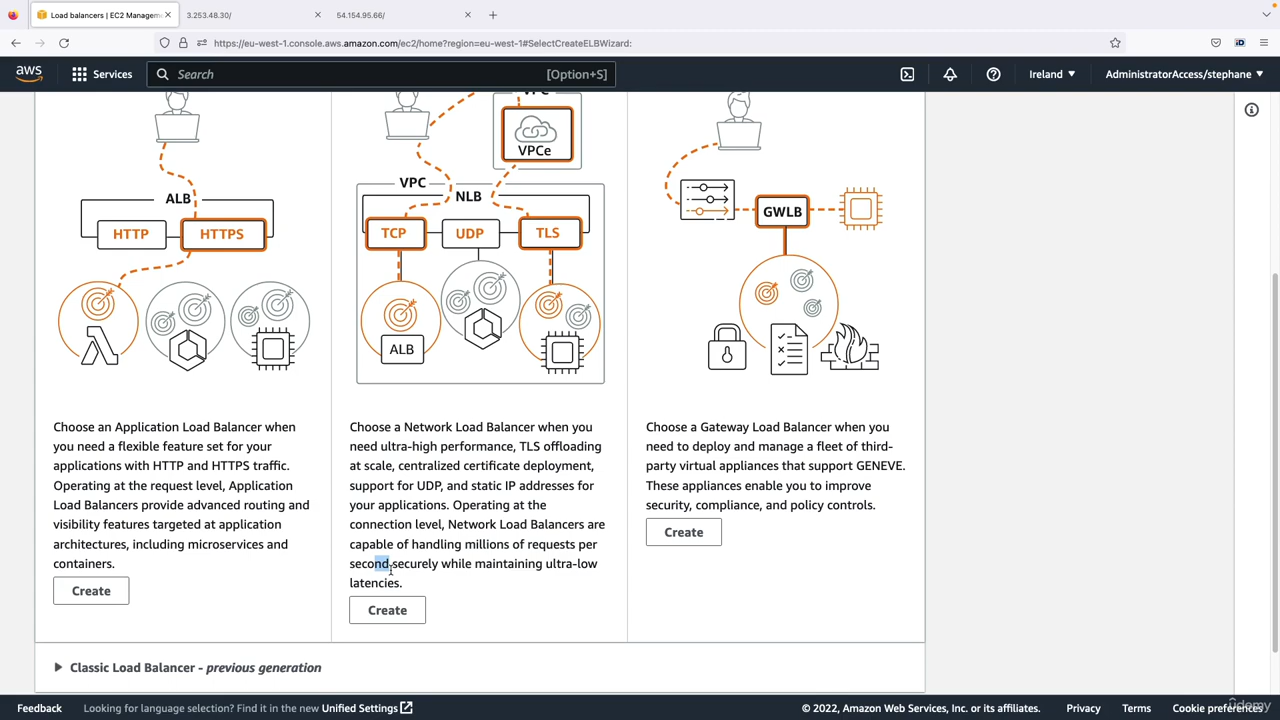 Load balancers | EC2 Managem
3.253.48.30/
54.154.95.66/
https://eu-west-1.console.aws.amazon.com/ec2/home?region=eu-west-1#SelectCreateELBWizard:
aws
Services
Search
[Option+S]
Ireland
AdministratorAccess/stephane
ALB
HTTP
HTTPS
VPC
VPCe
VPC
NLB
TCP
UDP
TLS
ALB
GWLB
Choose an Application Load Balancer when
you need a flexible feature set for your
applications with HTTP and HTTPS traffic.
Operating at the request level, Application
Load Balancers provide advanced routing and
visibility features targeted at application
architectures, including microservices and
containers.
Create
Choose a Network Load Balancer when you
need ultra-high performance, TLS offloading
at scale, centralized certificate deployment,
support for UDP, and static IP addresses for
your applications. Operating at the
connection level, Network Load Balancers are
capable of handling millions of requests per
second securely while maintaining ultra-low
latencies.
Create
Choose a Gateway Load Balancer when you
need to deploy and manage a fleet of third-
party virtual appliances that support GENEVE.
These appliances enable you to improve
security, compliance, and policy controls.
Create
Classic Load Balancer - previous generation
Feedback
Looking for language selection? Find it in the new Unified Settings
© 2022, Amazon Web Services, Inc. or its affiliates.
Privacy
Terms
Cookie preferences
udemy